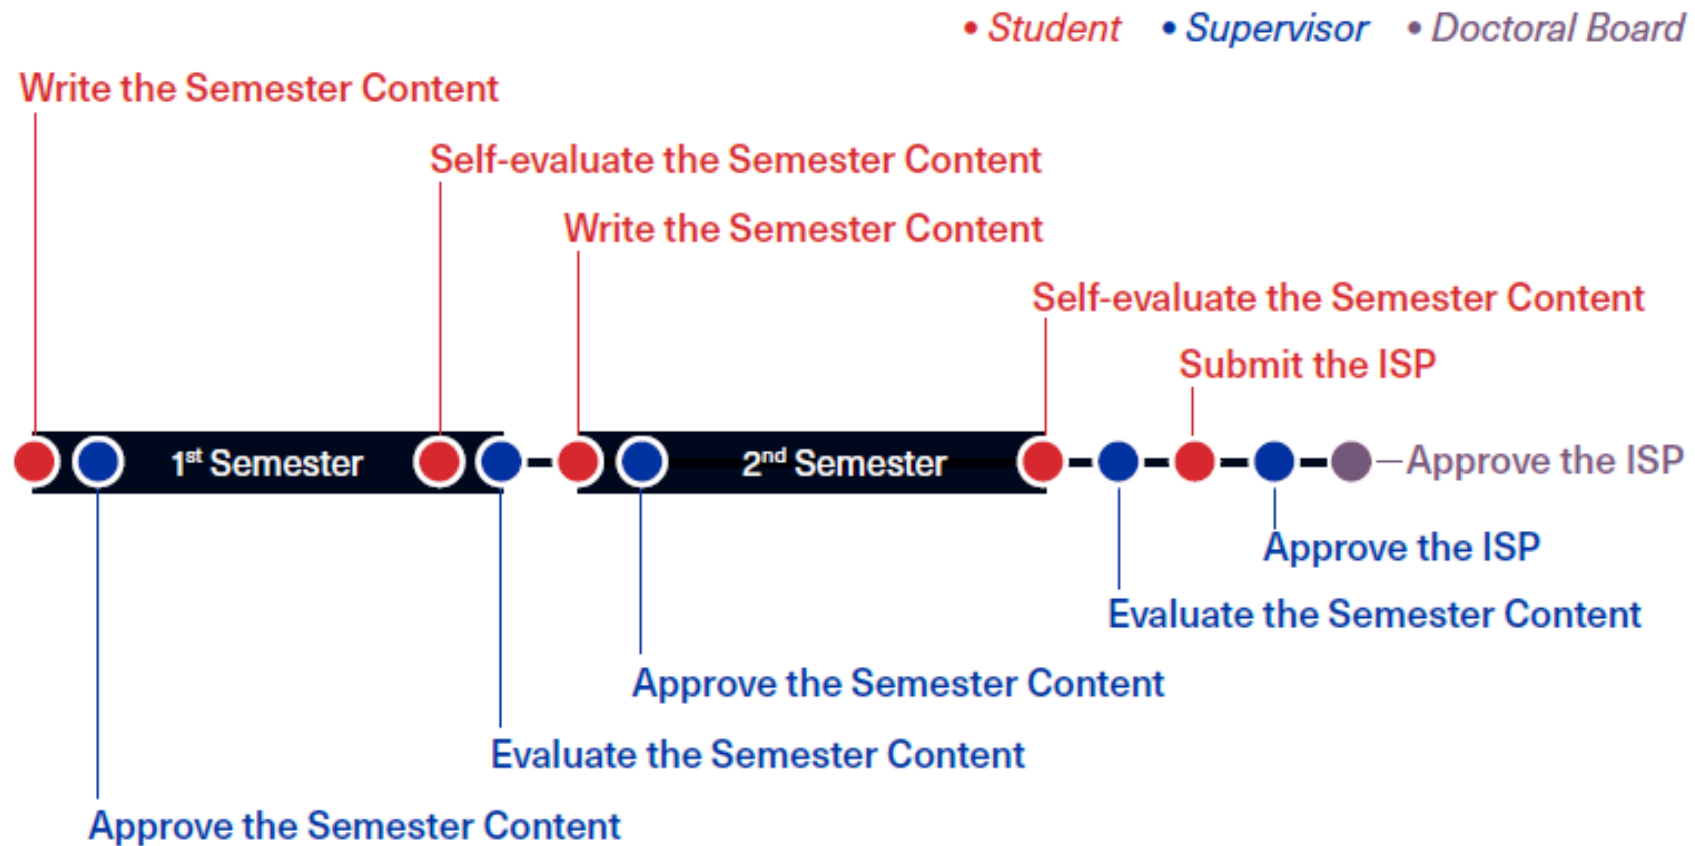 • Student • Supervisor • Doctoral Board
Write the Semester Content
Self-evaluate the Semester Content
Write the Semester Content
Self-evaluate the Semester Content
Submit the ISP
1st Semester
2nd Semester
Approve the ISP
Approve the ISP
Evaluate the Semester Content
Approve the Semester Content
Evaluate the Semester Content
Approve the Semester Content